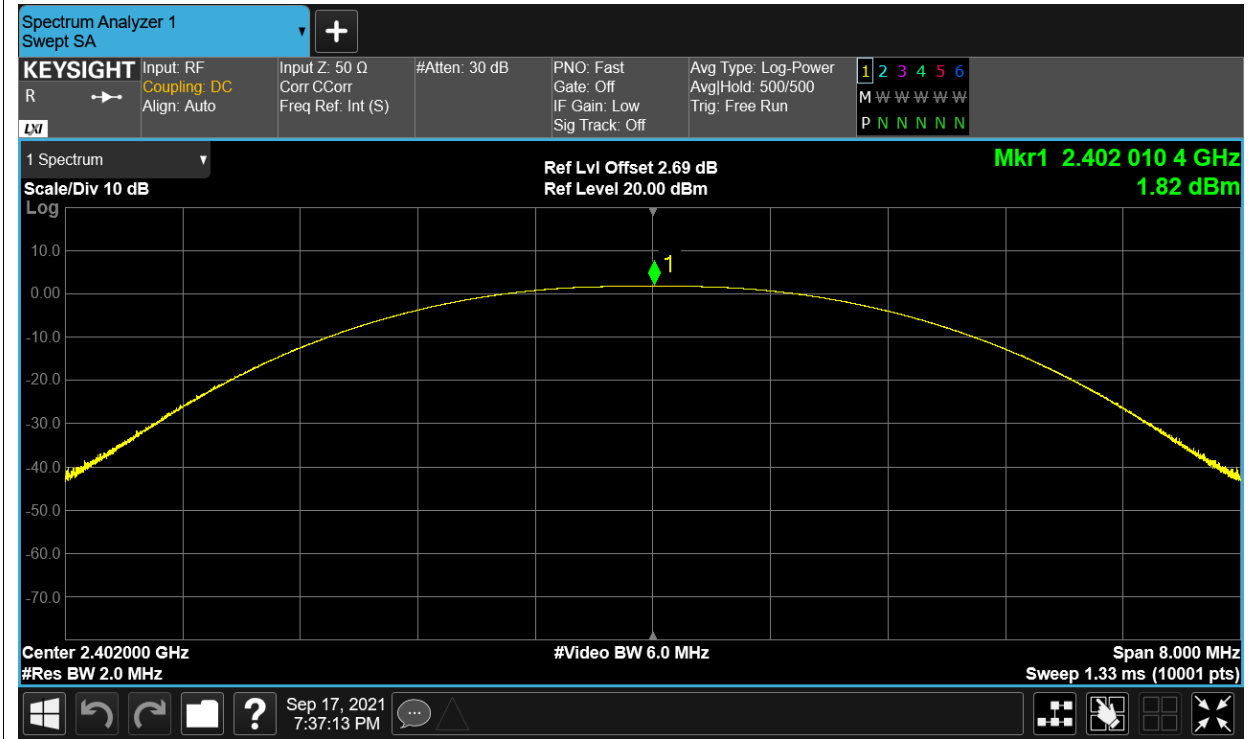 Spectrum Analyzer 1
Swept SA
KEYSIGHT
R
LXI
Input: RF
Coupling: DC
Align: Auto
Input Z: 50 Ω
Corr CCorr
Freq Ref: Int (S)
#Atten: 30 dB
PNO: Fast
Gate: Off
IF Gain: Low
Sig Track: Off
Avg Type: Log-Power
Avg|Hold: 500/500
Trig: Free Run
1 2 3 4 5 6
M W W W W W
P N N N N N
1 Spectrum
Scale/Div 10 dB
Log
Ref Lvl Offset 2.69 dB
Ref Level 20.00 dBm
Mkr1 2.402 010 4 GHz
1.82 dBm
1
10.0
0.00
-10.0
-20.0
-30.0
-40.0
-50.0
-60.0
-70.0
Center 2.402000 GHz
#Res BW 2.0 MHz
#Video BW 6.0 MHz
Span 8.000 MHz
Sweep 1.33 ms (10001 pts)
?
Sep 17, 2021
7:37:13 PM